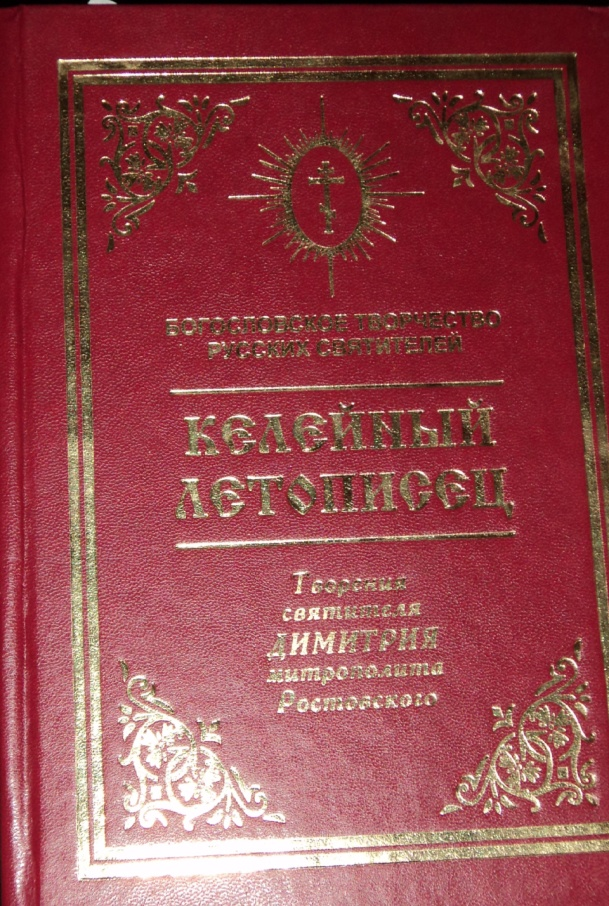 БОГОСЛОВСКОЕ ТВОРЧЕСТВО
РУССКИХ СВЯТИТЕЛЕЙ
КЕЛЕЙНЫЙ
ЛЕТОПИСЕЦ
Творения
святителя
ДИМИТРИЯ
митрополита
Ростовского